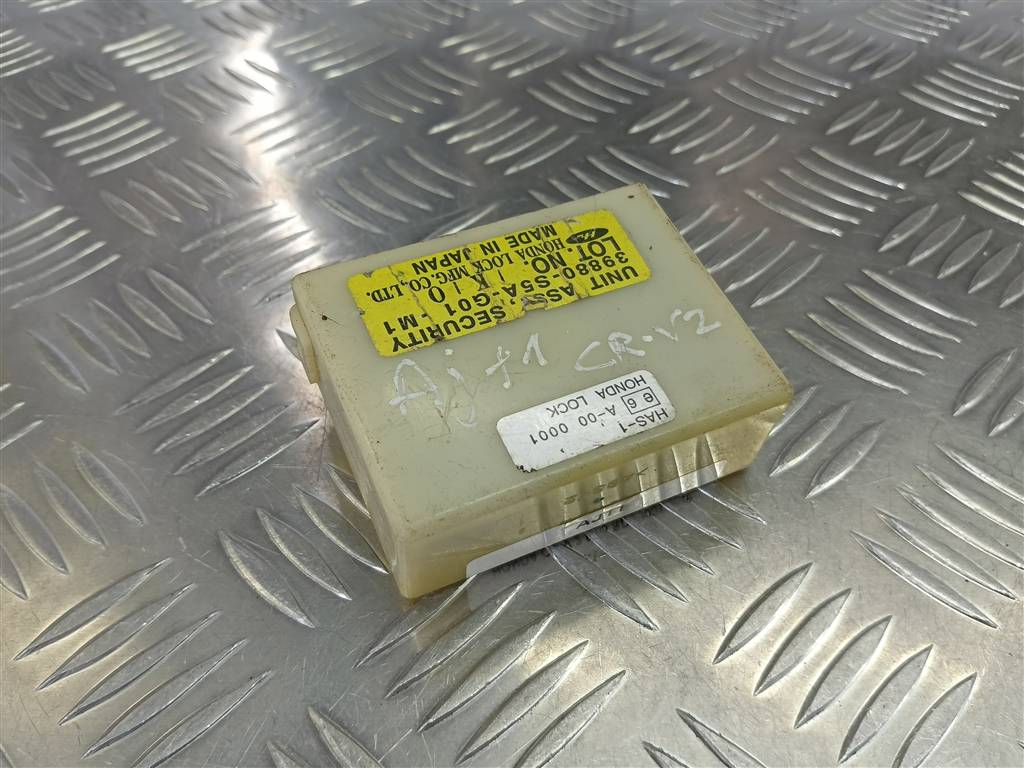 UNIT ASSY, SECURITY
39880-S5A-G01 M1
LOT.NO
HONDA LOCK MFG.CO.,LTD.
MADE IN JAPAN
CR-V2
HAS-1
e 6 A-00 0001
HONDA LOCK